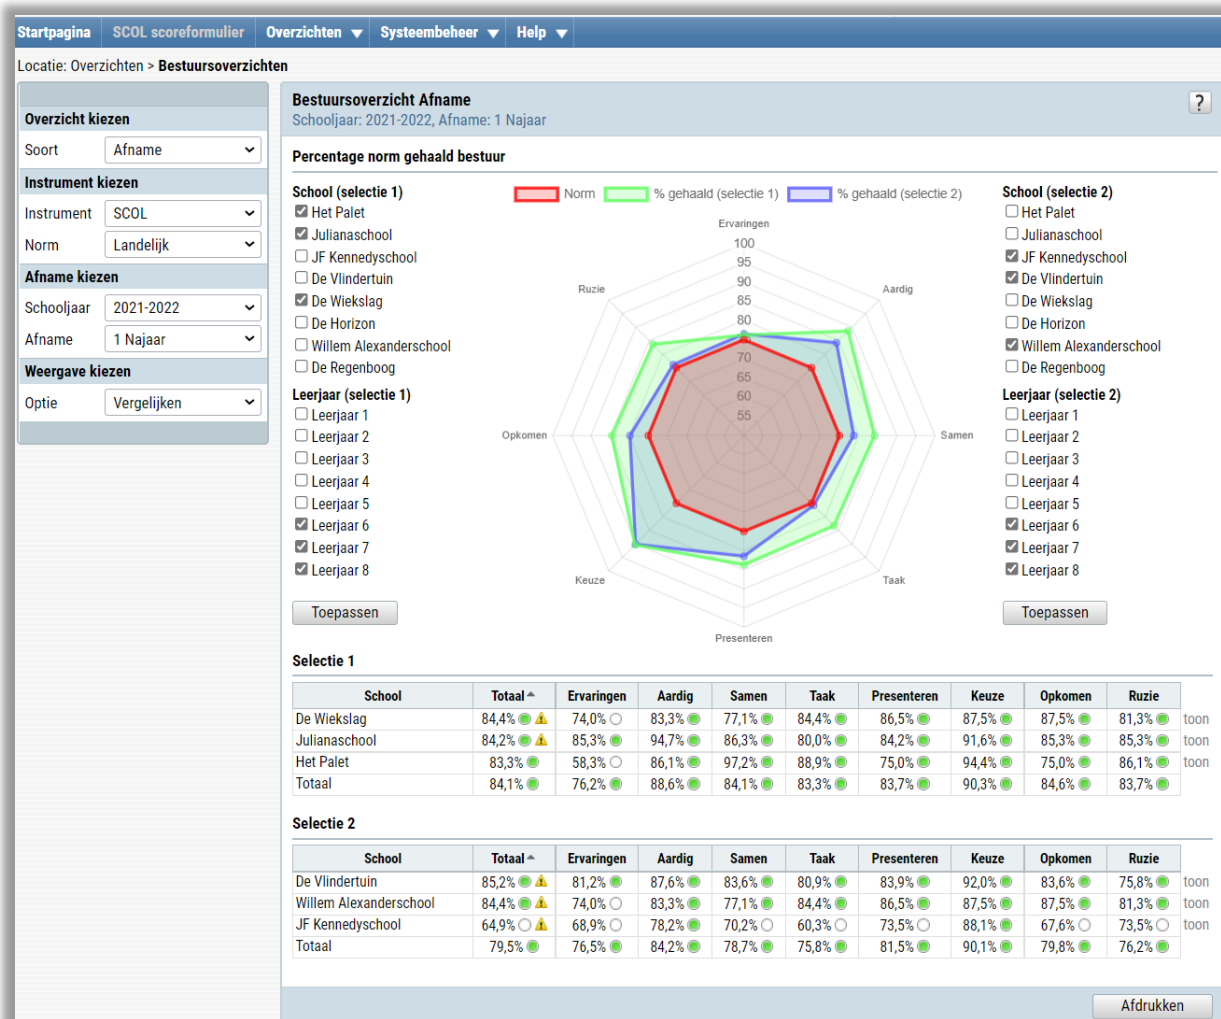 Startpagina SCOL scoreformulier Overzichten Systeembeheer Help
Locatie: Overzichten > Bestuursoverzichten
Overzicht kiezen
Soort Afname
Instrument kiezen
Instrument SCOL
Norm Landelijk
Afname kiezen
Schooljaar 2021-2022
Afname 1 Najaar
Weergave kiezen
Optie Vergelijken
Bestuursoverzicht Afname
?
Schooljaar: 2021-2022, Afname: 1 Najaar
Percentage norm gehaald bestuur
School (selectie 1)
Het Palet
Julianaschool
JF Kennedyschool
De Vlindertuin
De Wiekslag
De Horizon
Willem Alexanderschool
De Regenboog
Leerjaar (selectie 1)
Leerjaar 1
Leerjaar 2
Leerjaar 3
Leerjaar 4
Leerjaar 5
Leerjaar 6
Leerjaar 7
Leerjaar 8
Toepassen
Norm % gehaald (selectie 1) % gehaald (selectie 2)
Ervaringen
100
95
90
85
80
70
65
60
55
Aardig
Samen
Taak
Presenteren
Keuze
Opkomen
Ruzie
School (selectie 2)
Het Palet
Julianaschool
JF Kennedyschool
De Vlindertuin
De Wiekslag
De Horizon
Willem Alexanderschool
De Regenboog
Leerjaar (selectie 2)
Leerjaar 1
Leerjaar 2
Leerjaar 3
Leerjaar 4
Leerjaar 5
Leerjaar 6
Leerjaar 7
Leerjaar 8
Toepassen
Selectie 1
School Totaal Ervaringen Aardig Samen Taak Presenteren Keuze Opkomen Ruzie
De Wiekslag 84,4% 74,0% 83,3% 77,1% 84,4% 86,5% 87,5% 87,5% 81,3% toon
Julianaschool 84,2% 85,3% 94,7% 86,3% 80,0% 84,2% 91,6% 85,3% 85,3% toon
Het Palet 83,3% 58,3% 86,1% 97,2% 88,9% 75,0% 94,4% 75,0% 86,1% toon
Totaal 84,1% 76,2% 88,6% 84,1% 83,3% 83,7% 90,3% 84,6% 83,7%
Selectie 2
School Totaal Ervaringen Aardig Samen Taak Presenteren Keuze Opkomen Ruzie
De Vlindertuin 85,2% 81,2% 87,6% 83,6% 80,9% 83,9% 92,0% 83,6% 75,8% toon
Willem Alexanderschool 84,4% 74,0% 83,3% 77,1% 84,4% 86,5% 87,5% 87,5% 81,3% toon
JF Kennedyschool 64,9% 68,9% 78,2% 70,2% 60,3% 73,5% 88,1% 67,6% 73,5% toon
Totaal 79,5% 76,5% 84,2% 78,7% 75,8% 81,5% 90,1% 79,8% 76,2%
Afdrukken